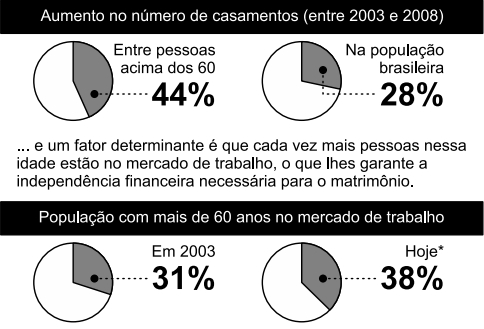 Aumento no número de casamentos (entre 2003 e 2008)
Entre pessoas
acima dos 60
44%
Na população
brasileira
28%
... e um fator determinante é que cada vez mais pessoas nessa
idade estão no mercado de trabalho, o que lhes garante a
independência financeira necessária para o matrimônio.
População com mais de 60 anos no mercado de trabalho
Em 2003
31%
Hoje*
38%